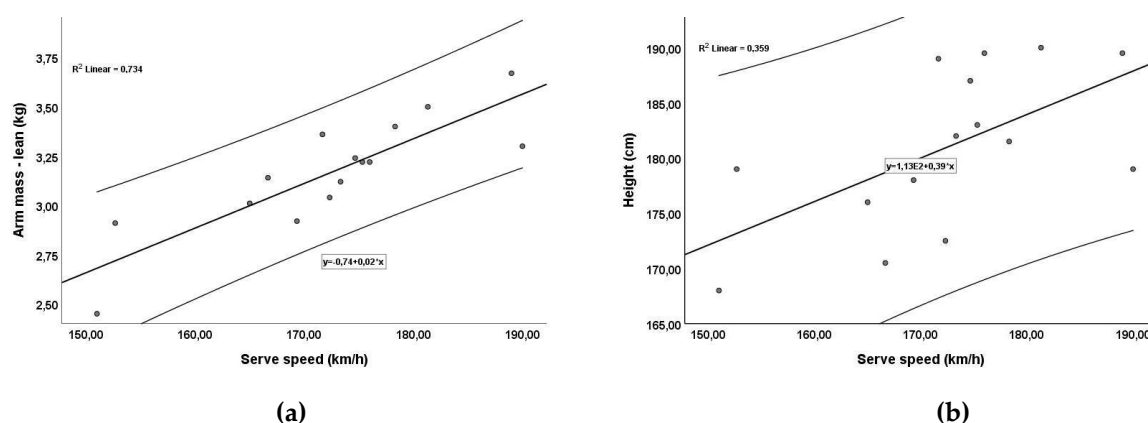 3,75
R² Linear = 0,734
3,50
3,25
3,00
2,75
2,50
Arm mass - lean (kg)
y=-0,74+0,02*x
150,00 160,00 170,00 180,00 190,00
Serve speed (km/h)
(a)
190,00
R² Linear = 0,359
185,00
180,00
175,00
170,00
165,00
Height (cm)
y=1,13E2+0,39*x
150,00 160,00 170,00 180,00 190,00
Serve speed (km/h)
(b)